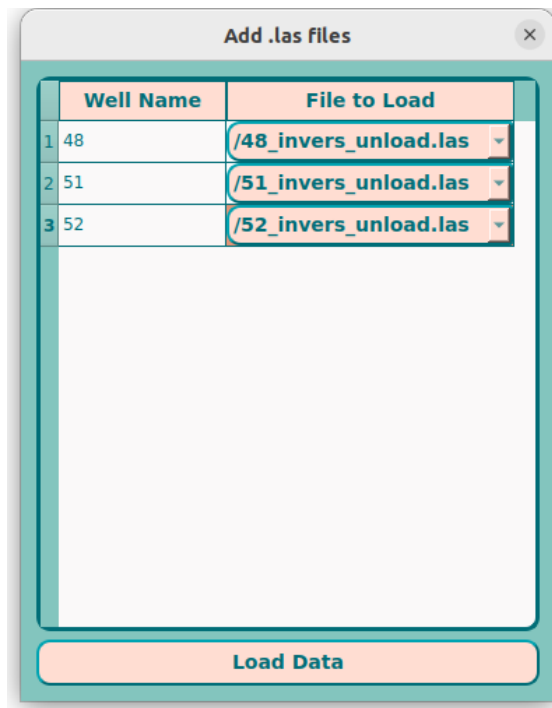 Add .las files
Well Name File to Load
1 48 /48_invers_unload.las
2 51 /51_invers_unload.las
3 52 /52_invers_unload.las
Load Data